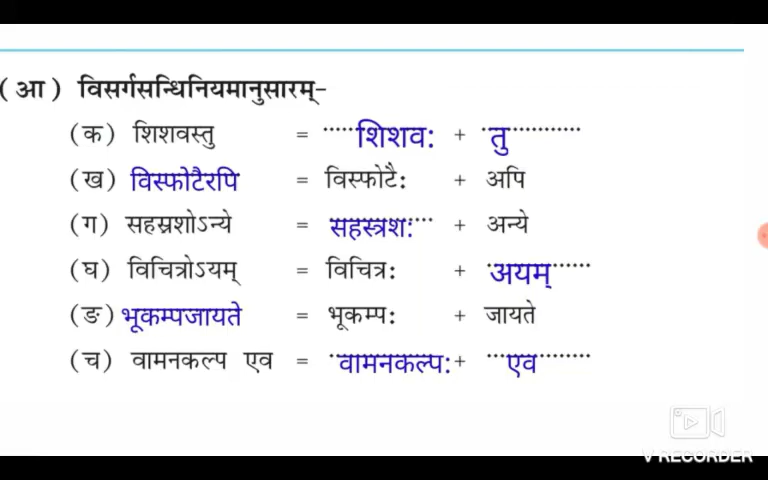 (आ) विसर्गसन्धिनियमानुसारम्-
(क) शिशवस्तु = ..... शिशव: + तु ............
(ख) विस्फोटैरपि = विस्फोटै: + अपि
(ग) सहस्रशोऽन्ये = सहस्त्रश: + अन्ये
(घ) विचित्रोऽयम् = विचित्र: + अयम्
(ङ) भूकम्पजायते = भूकम्प: + जायते
(च) वामनकल्प एव = वामनकल्प: + एव
V RECORDER